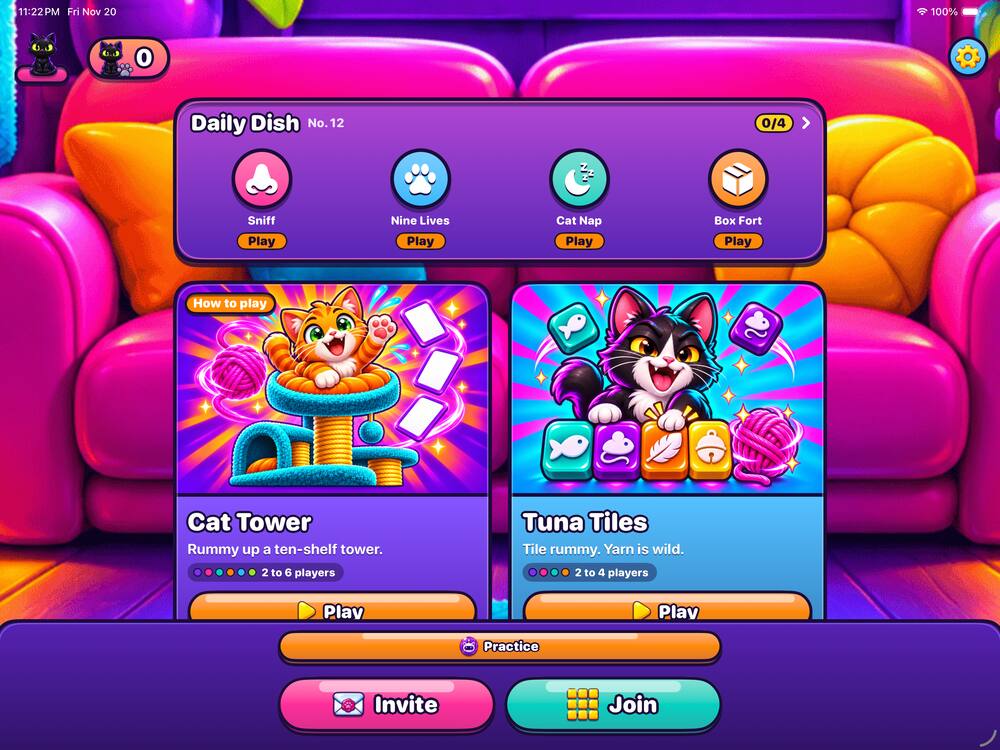 11:22 PM Fri Nov 20
100%
0
Daily Dish No. 12
0/4
Sniff
Nine Lives
Cat Nap
Box Fort
Play
Play
Play
Play
How to play
Cat Tower
Rummy up a ten-shelf tower.
2 to 6 players
Play
Tuna Tiles
Tile rummy. Yarn is wild.
2 to 4 players
Play
Practice
Invite
Join